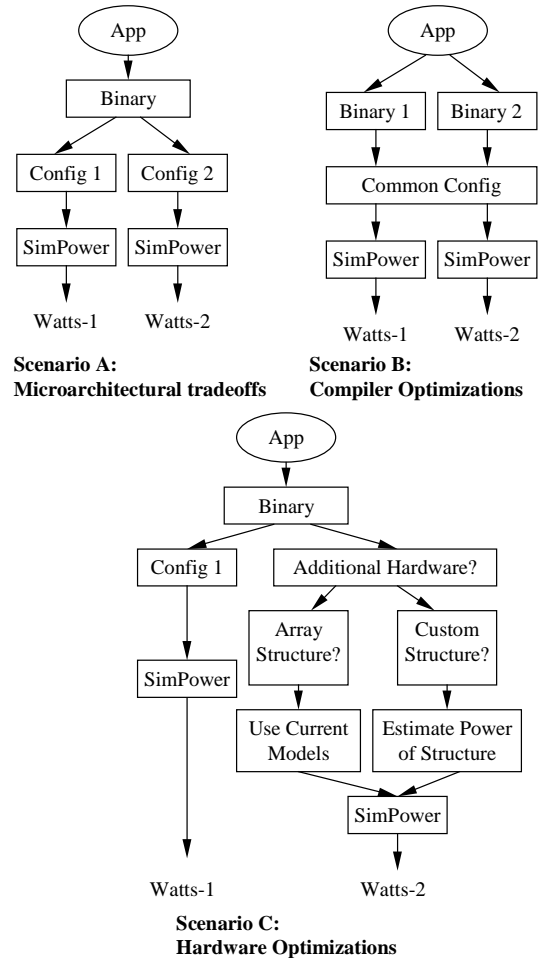 App
Binary
Config 1
Config 2
SimPower
SimPower
Watts-1
Watts-2
Scenario A:
Microarchitectural tradeoffs
App
Binary 1
Binary 2
Common Config
SimPower
SimPower
Watts-1
Watts-2
Scenario B:
Compiler Optimizations
App
Binary
Config 1
Additional Hardware?
Array
Structure?
Custom
Structure?
SimPower
Use Current
Models
Estimate Power
of Structure
SimPower
Watts-1
Watts-2
Scenario C:
Hardware Optimizations